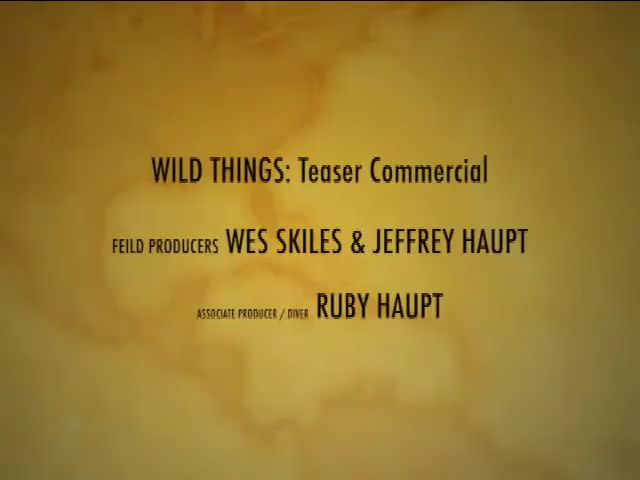 WILD THINGS: Teaser Commercial
FEILD PRODUCERS WES SKILES & JEFFREY HAUPT
ASSOCIATE PRODUCER / DIVER RUBY HAUPT